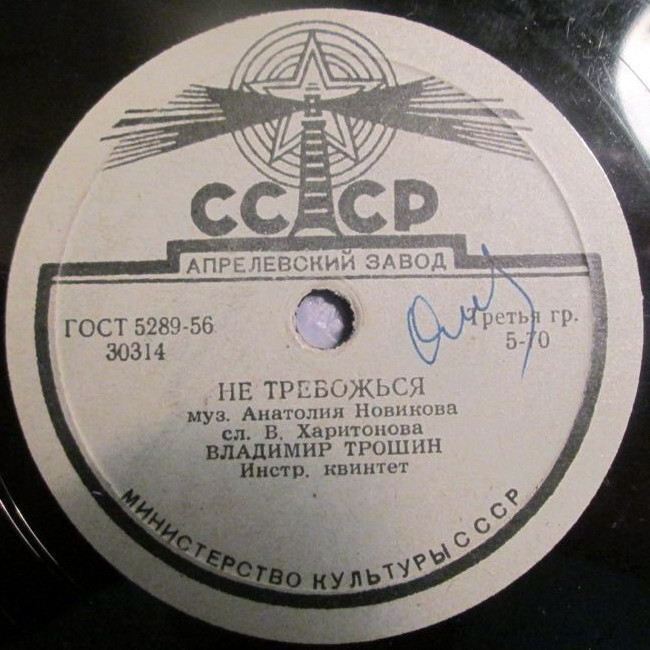 СССР
АПРЕЛЕВСКИЙ ЗАВОД
ГОСТ 5289-56
30314
Третья гр.
5-70
НЕ ТРЕВОЖЬСЯ
муз. Анатолия Новикова
сл. В. Харитонова
ВЛАДИМИР ТРОШИН
Инстр. квинтет
МИНИСТЕРСТВО КУЛЬТУРЫ СССР